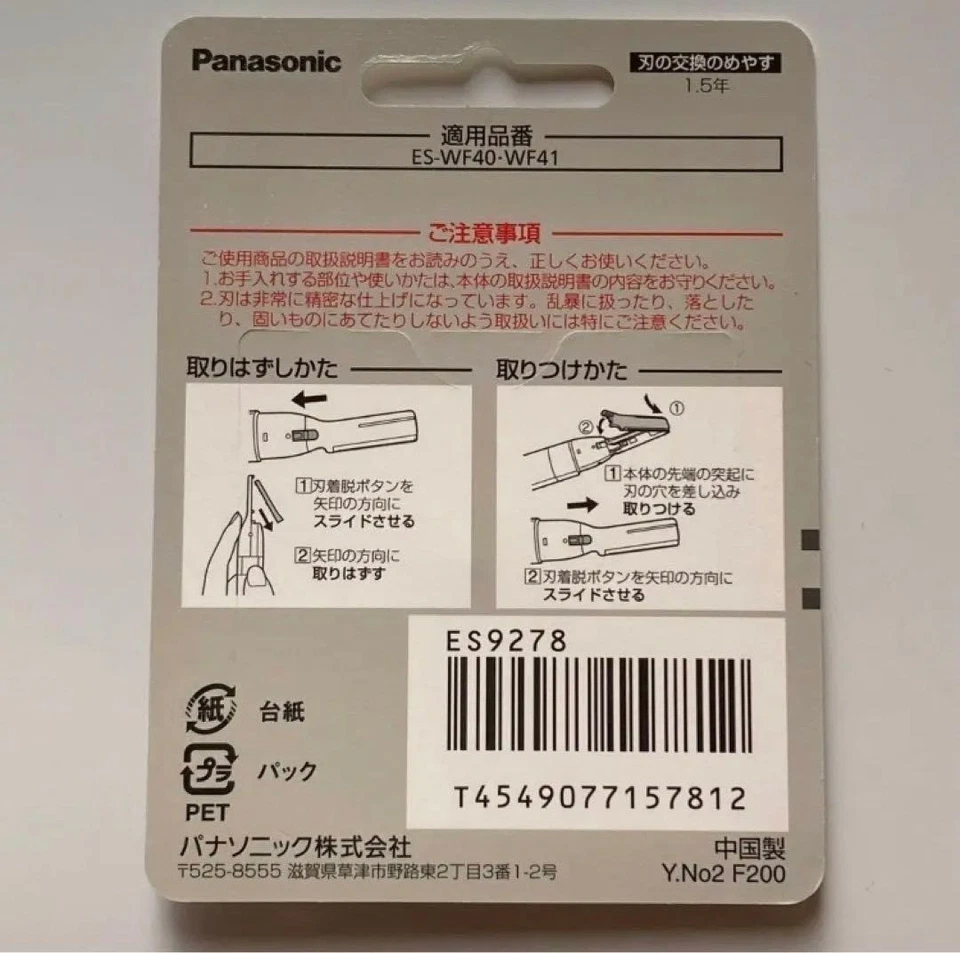 Panasonic
刃の交換のめやす
1.5年
適用品番
ES-WF40･WF41
ご注意事項
ご使用商品の取扱説明書をお読みのうえ、正しくお使いください。
1.お手入れする部位や使いかたは、本体の取扱説明書の内容をお守りください。
2.刃は非常に精密な仕上げになっています。乱暴に扱ったり、落とした
り、固いものにあてたりしないよう取扱いには特にご注意ください。
取りはずしかた
1刃着脱ボタンを
矢印の方向に
スライドさせる
2矢印の方向に
取りはずす
取りつけかた
①
②
1本体の先端の突起に
刃の穴を差し込み
取りつける
2刃着脱ボタンを矢印の方向に
スライドさせる
ES9278
T4549077157812
紙 台紙
プラ パック
PET
パナソニック株式会社
〒525-8555 滋賀県草津市野路東2丁目3番1-2号
中国製
Y.No2 F200